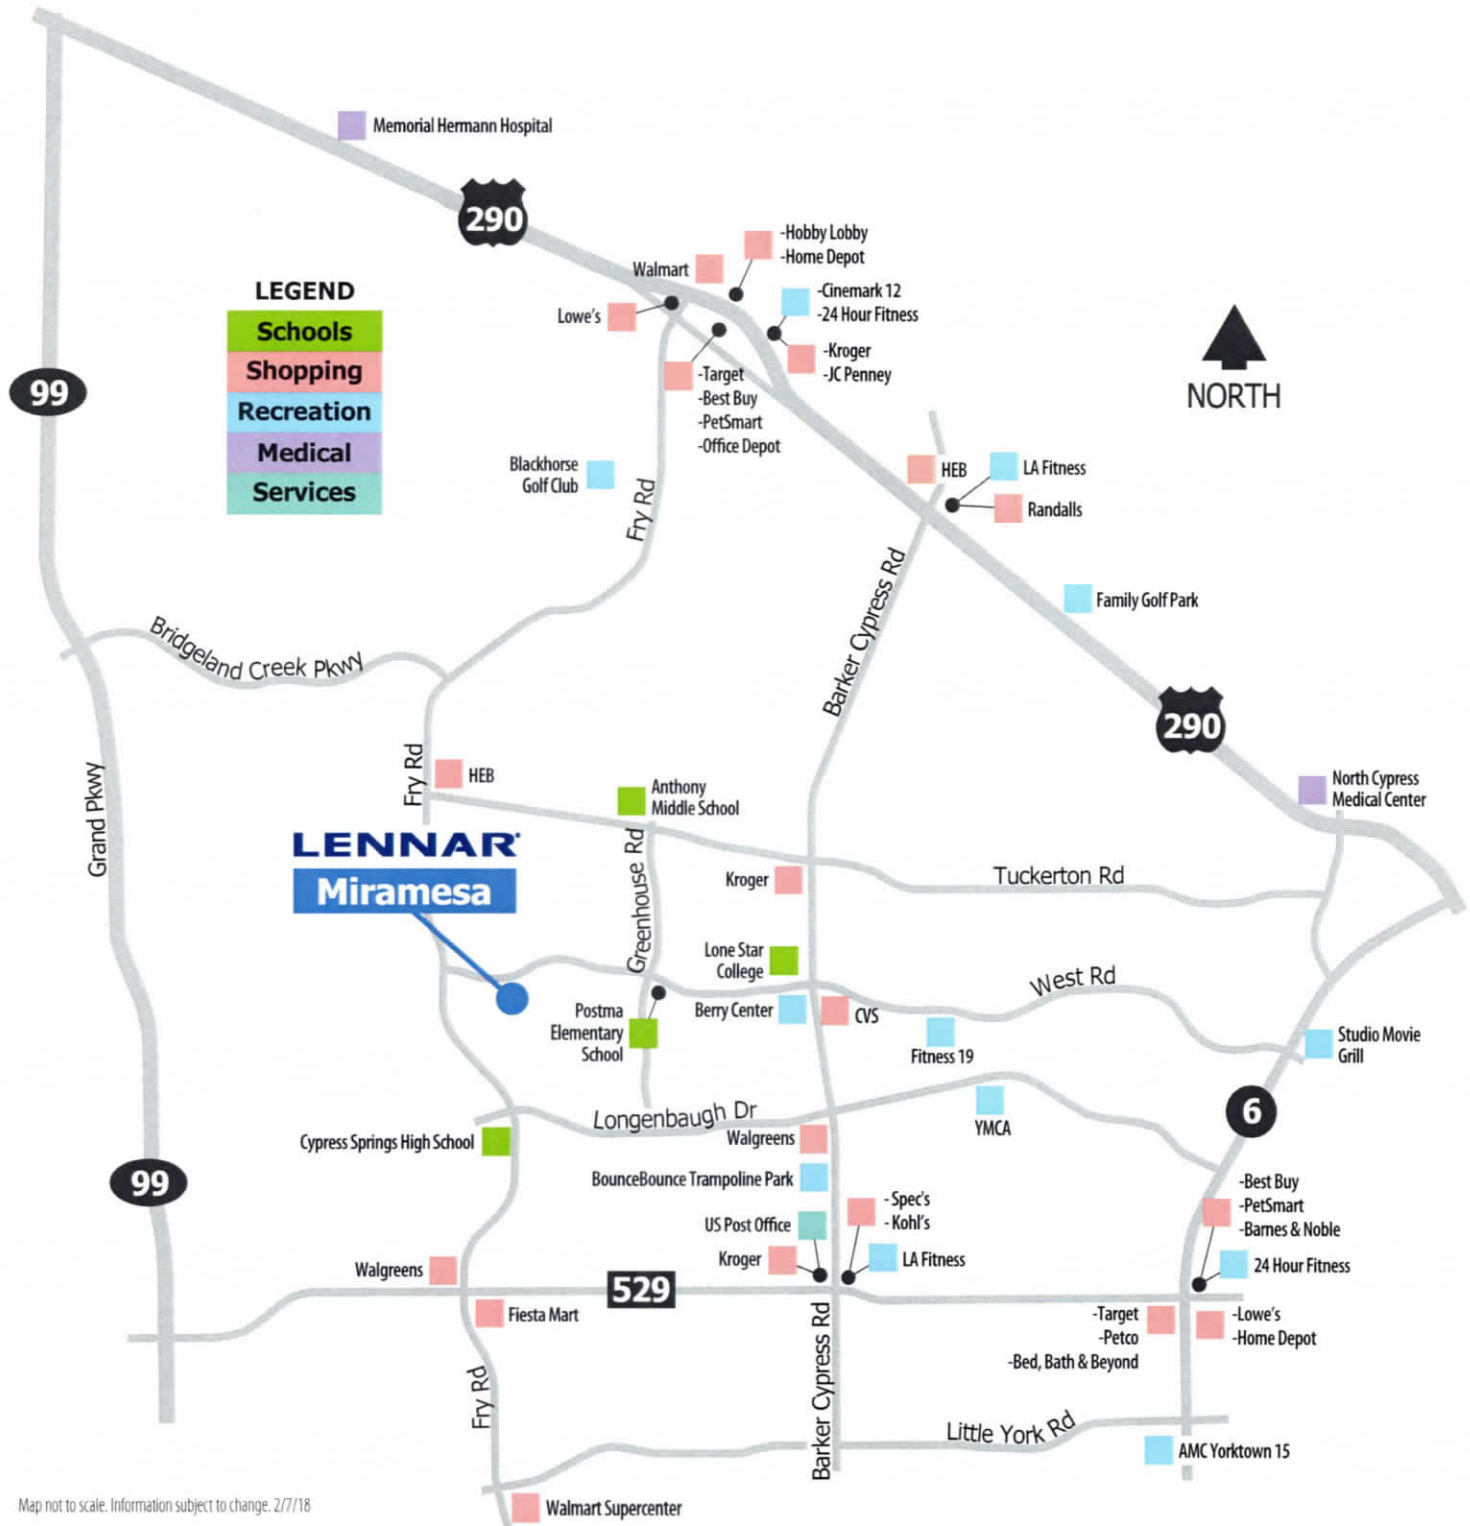 Memorial Hermann Hospital
290
-Hobby Lobby
-Home Depot
Walmart
LEGEND
Schools
Shopping
Recreation
Medical
Services
-Cinemark 12
-24 Hour Fitness
Lowe's
-Kroger
-JC Penney
NORTH
99
-Target
-Best Buy
-PetSmart
-Office Depot
Blackhorse
Golf Club
Fry Rd
HEB
LA Fitness
Randalls
Barker Cypress Rd
Family Golf Park
Bridgeland Creek Pkwy
290
Fry Rd
HEB
Grand Pkwy
Anthony
Middle School
North Cypress
Medical Center
LENNAR
Miramesa
Greenhouse Rd
Kroger
Tuckerton Rd
Lone Star
College
West Rd
Postma
Elementary
School
Berry Center
CVS
Fitness 19
Studio Movie
Grill
6
Longenbaugh Dr
YMCA
Cypress Springs High School
Walgreens
99
BounceBounce Trampoline Park
-Best Buy
-PetSmart
-Barnes & Noble
- Spec's
- Kohl's
US Post Office
Kroger
LA Fitness
24 Hour Fitness
Walgreens
529
Fiesta Mart
-Target
-Petco
-Bed, Bath & Beyond
-Lowe's
-Home Depot
Fry Rd
Barker Cypress Rd
Little York Rd
AMC Yorktown 15
Map not to scale. Information subject to change. 2/7/18
Walmart Supercenter